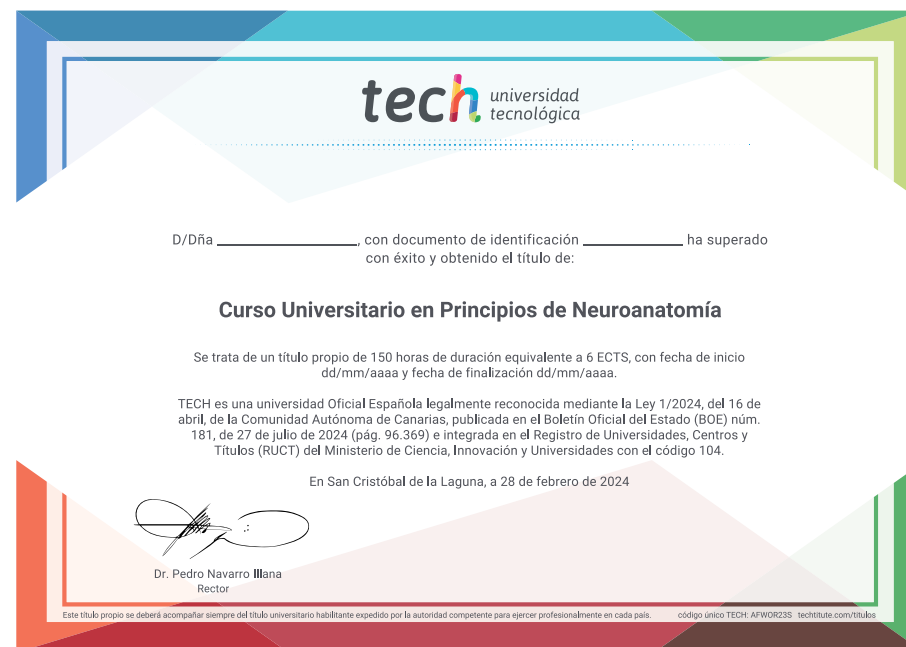 tech universidad
tecnológica
D/Dña ____________________, con documento de identificación ______________ ha superado
con éxito y obtenido el título de:
Curso Universitario en Principios de Neuroanatomía
Se trata de un título propio de 150 horas de duración equivalente a 6 ECTS, con fecha de inicio
dd/mm/aaaa y fecha de finalización dd/mm/aaaa.
TECH es una universidad Oficial Española legalmente reconocida mediante la Ley 1/2024, del 16 de
abril, de la Comunidad Autónoma de Canarias, publicada en el Boletín Oficial del Estado (BOE) núm.
181, de 27 de julio de 2024 (pág. 96.369) e integrada en el Registro de Universidades, Centros y
Títulos (RUCT) del Ministerio de Ciencia, Innovación y Universidades con el código 104.
En San Cristóbal de la Laguna, a 28 de febrero de 2024
Dr. Pedro Navarro Illana
Rector
Este título propio se deberá acompañar siempre del título universitario habilitante expedido por la autoridad competente para ejercer profesionalmente en cada país. código único TECH: AFWOR23S techtitute.com/titulos